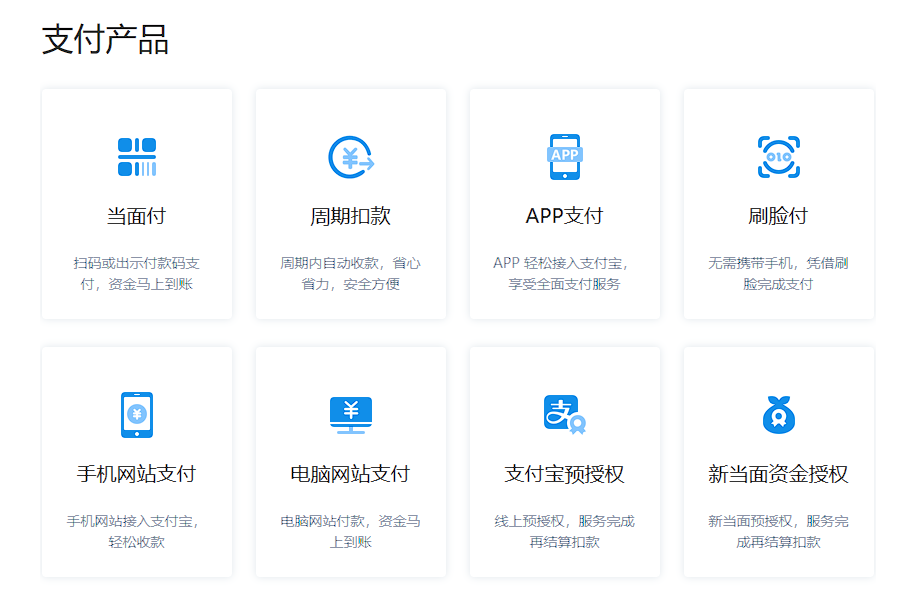 支付产品
当面付
扫码或出示付款码支
付，资金马上到账
周期扣款
周期内自动收款，省心
省力，安全方便
APP
APP支付
APP 轻松接入支付宝，
享受全面支付服务
010
刷脸付
无需携带手机，凭借刷
脸完成支付
¥
手机网站支付
手机网站接入支付宝，
轻松收款
¥
电脑网站支付
电脑网站付款，资金马
上到账
支
支付宝预授权
线上预授权，服务完成
再结算扣款
新当面资金授权
新当面预授权，服务完
成再结算扣款